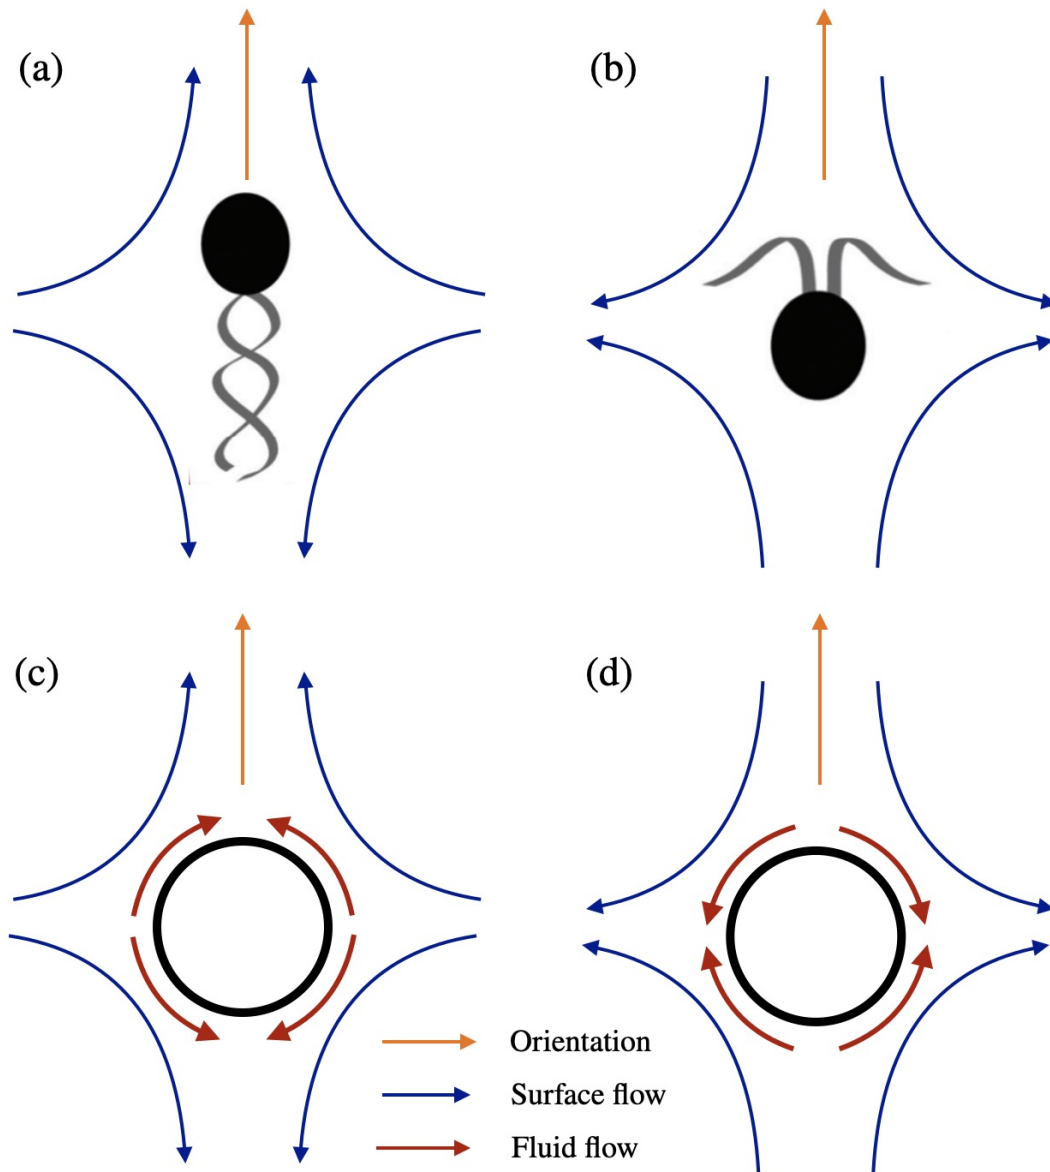 (a)
(b)
(c)
(d)
Orientation
Surface flow
Fluid flow